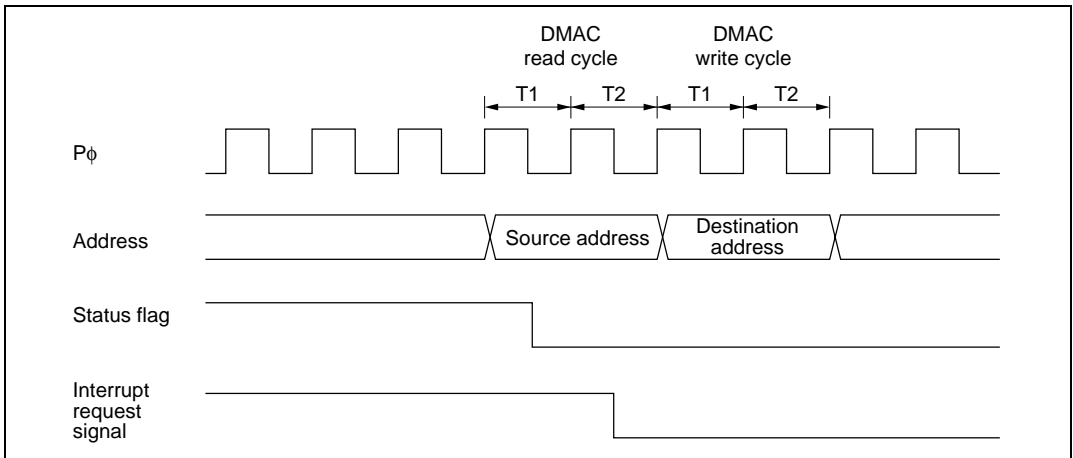 DMAC
read cycle
DMAC
write cycle
T1
T2
T1
T2
Pϕ
Address
Source address
Destination
address
Status flag
Interrupt
request
signal